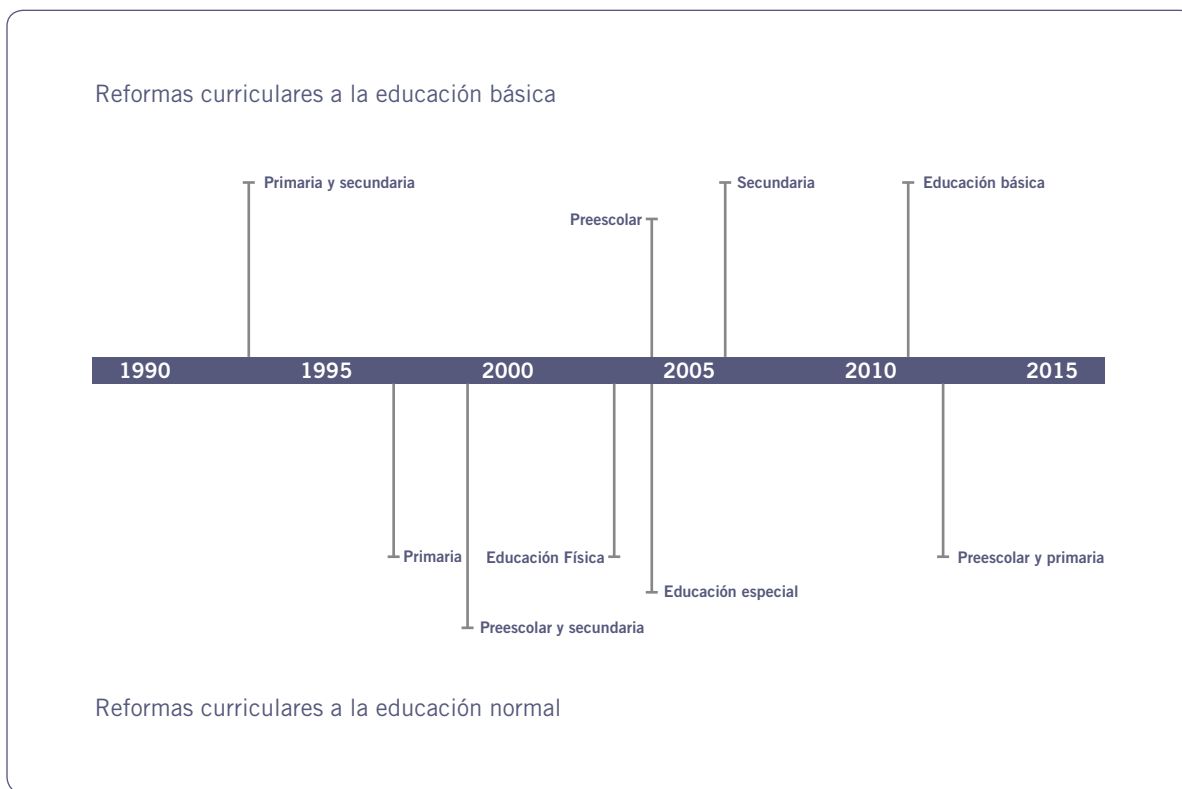 Reformas curriculares a la educación básica
Primaria y secundaria
Secundaria
Educación básica
Preescolar
1990 1995 2000 2005 2010 2015
Primaria
Educación Física
Preescolar y primaria
Educación especial
Preescolar y secundaria
Reformas curriculares a la educación normal